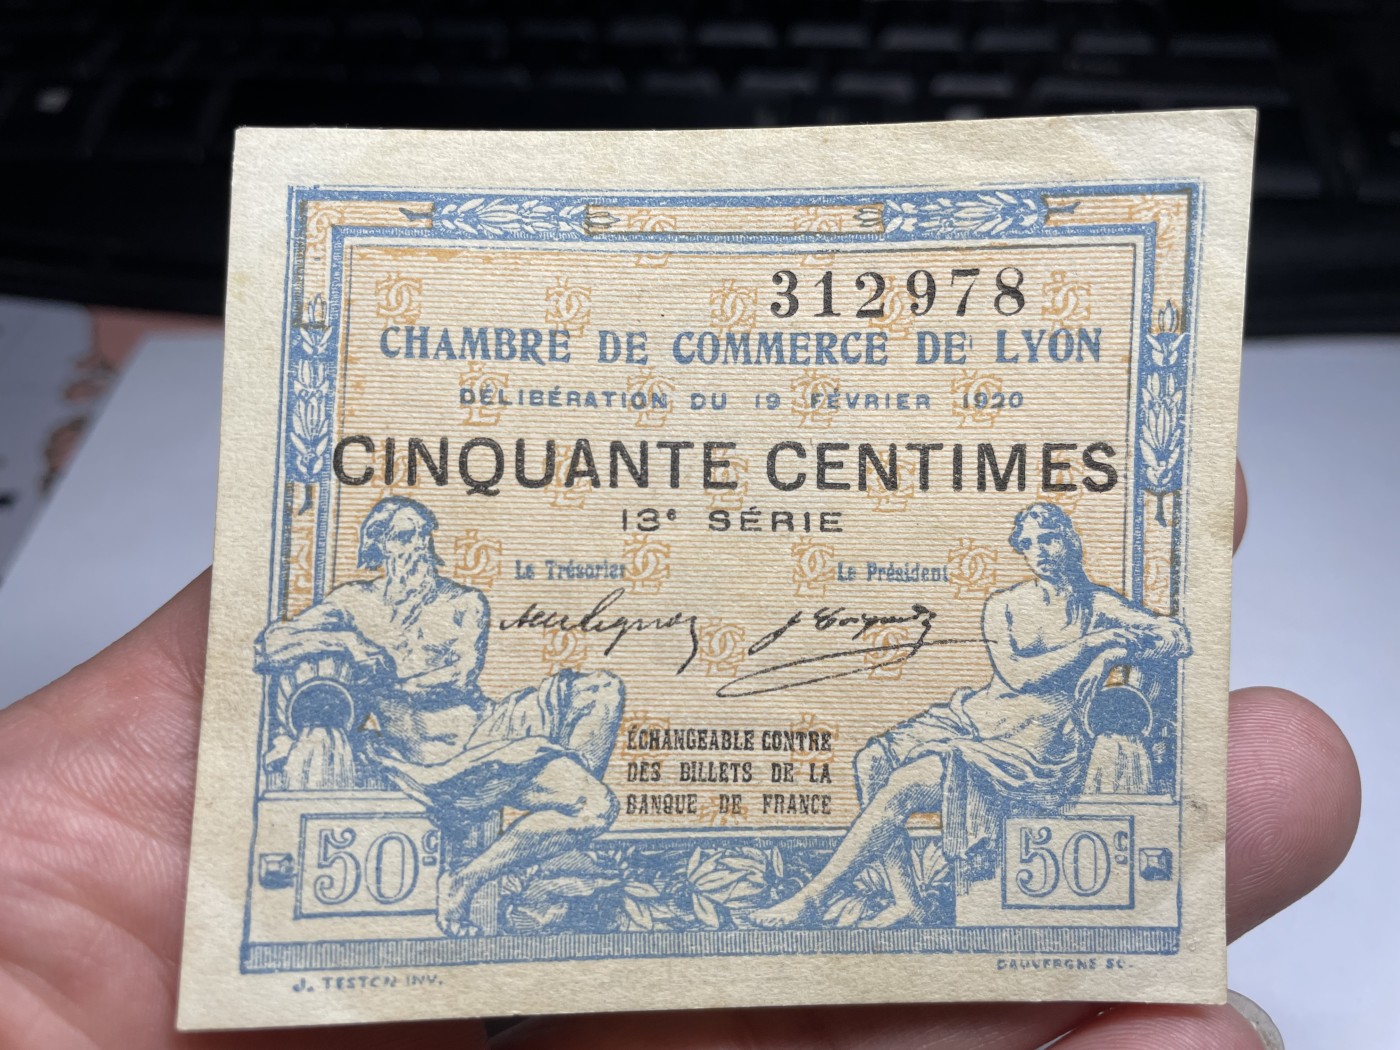 312978
CHAMBRE DE COMMERCE DE LYON
DÉLIBÉRATION DU 19 FÉVRIER 1920
CINQUANTE CENTIMES
13e SÉRIE
Le Trésorier
Le Président
ÉCHANGEABLE CONTRE
DES BILLETS DE LA
BANQUE DE FRANCE
50c
50c
J. TESTON INV.
DAUVERGNE SC.